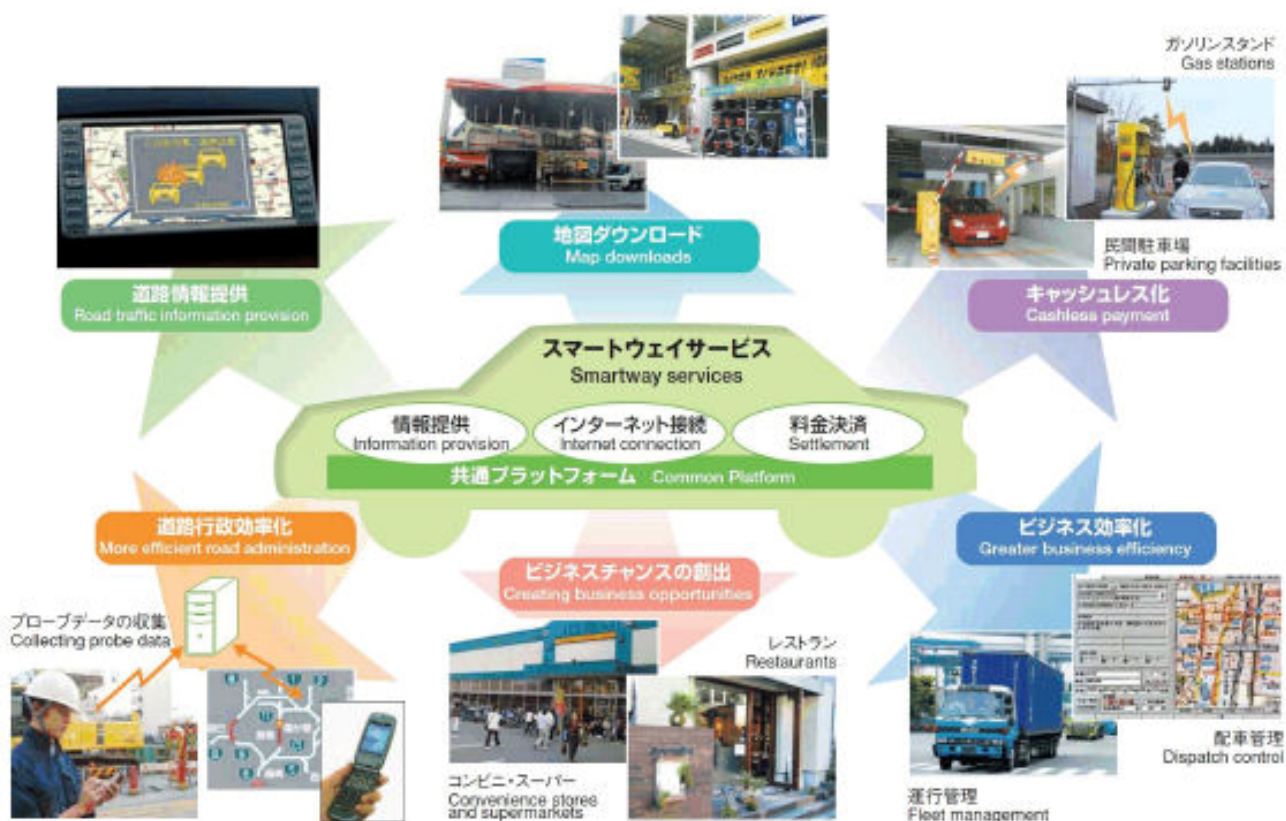 ガソリンスタンド
Gas stations
地図ダウンロード
Map downloads
民間駐車場
Private parking facilities
道路情報提供
Road traffic information provision
キャッシュレス化
Cashless payment
スマートウェイサービス
Smartway services
情報提供
Information provision
インターネット接続
Internet connection
料金決済
Settlement
共通プラットフォーム Common Platform
道路行政効率化
More efficient road administration
ビジネス効率化
Greater business efficiency
ビジネスチャンスの創出
Creating business opportunities
プローブデータの収集
Collecting probe data
レストラン
Restaurants
コンビニ・スーパー
Convenience stores
and supermarkets
配車管理
Dispatch control
運行管理
Fleet management